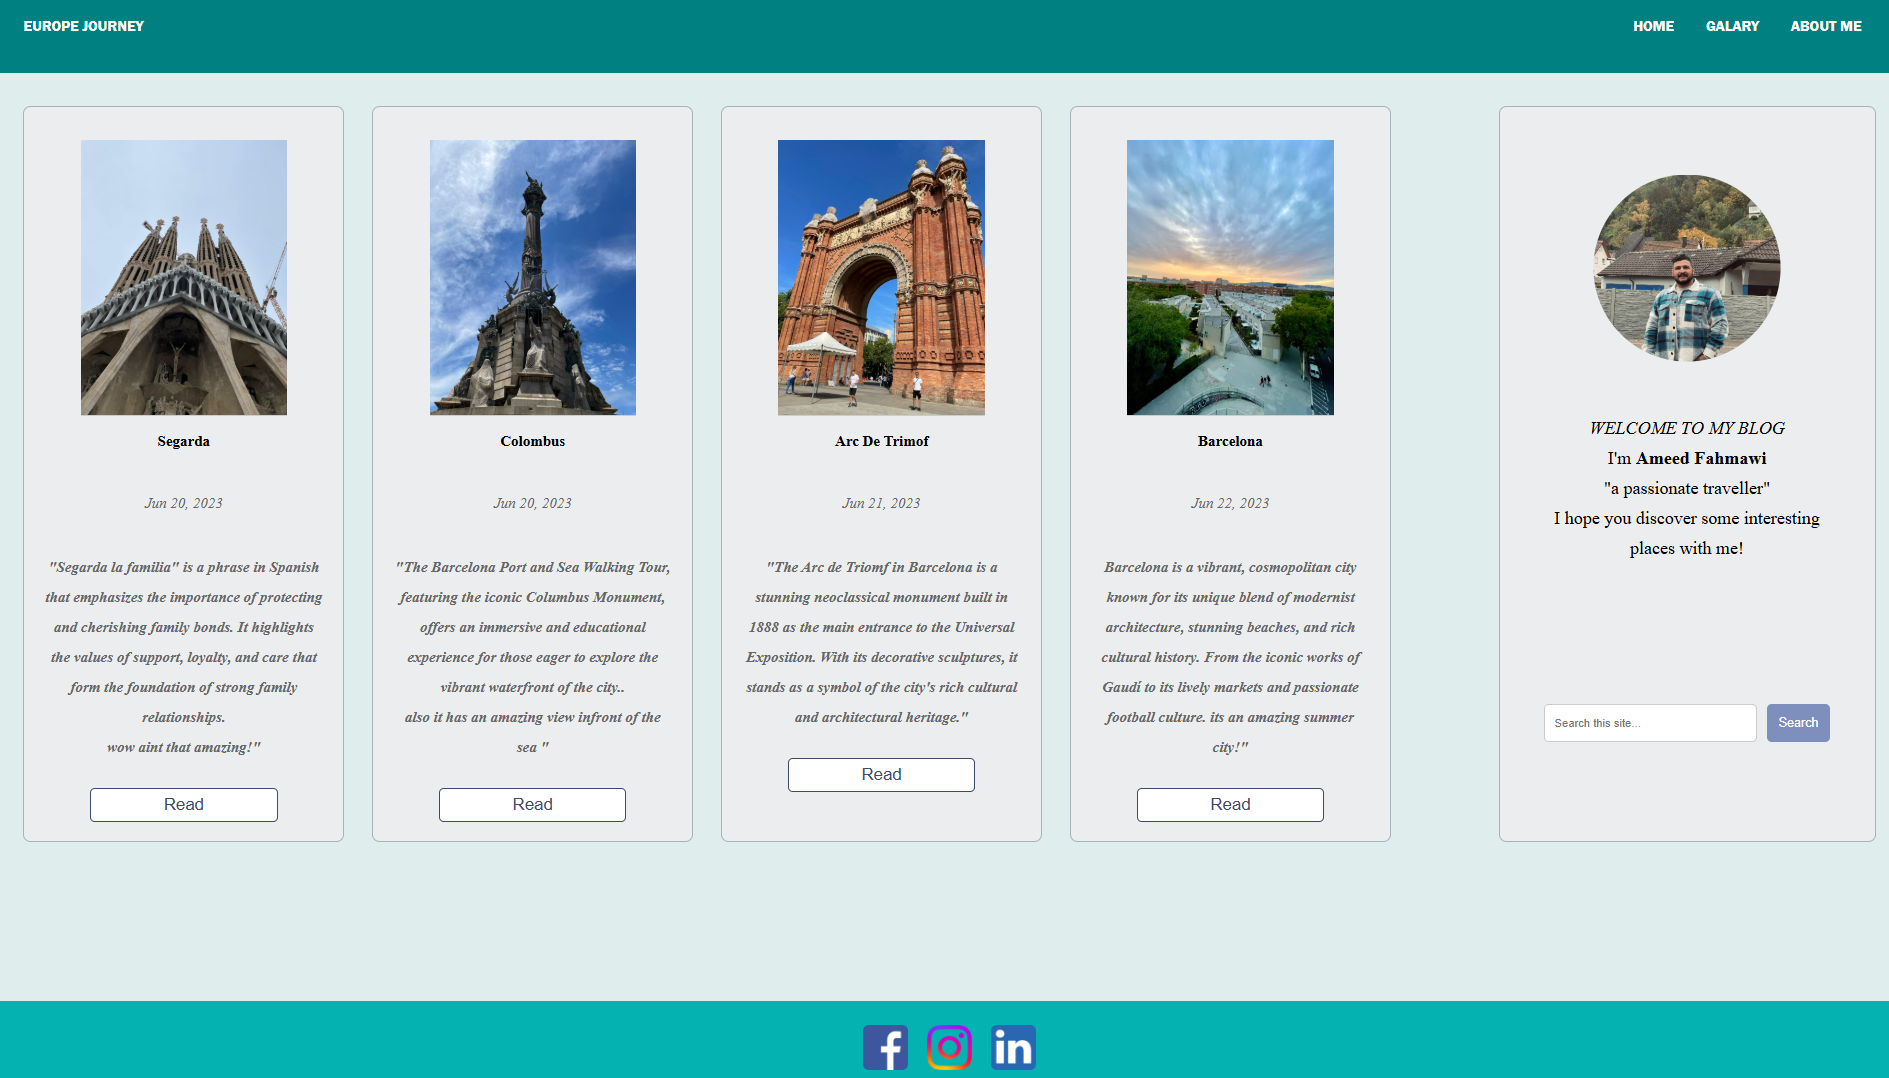 EUROPE JOURNEY
HOME GALARY ABOUT ME
Segarda
Jun 20, 2023
"Segarda la familia" is a phrase in Spanish
that emphasizes the importance of protecting
and cherishing family bonds. It highlights
the values of support, loyalty, and care that
form the foundation of strong family
relationships.
wow aint that amazing!"
Read
Colombus
Jun 20, 2023
"The Barcelona Port and Sea Walking Tour,
featuring the iconic Columbus Monument,
offers an immersive and educational
experience for those eager to explore the
vibrant waterfront of the city..
also it has an amazing view infront of the
sea "
Read
Arc De Trimof
Jun 21, 2023
"The Arc de Triomf in Barcelona is a
stunning neoclassical monument built in
1888 as the main entrance to the Universal
Exposition. With its decorative sculptures, it
stands as a symbol of the city's rich cultural
and architectural heritage."
Read
Barcelona
Jun 22, 2023
Barcelona is a vibrant, cosmopolitan city
known for its unique blend of modernist
architecture, stunning beaches, and rich
cultural history. From the iconic works of
Gaudí to its lively markets and passionate
football culture. its an amazing summer
city!"
Read
WELCOME TO MY BLOG
I'm Ameed Fahmawi
"a passionate traveller"
I hope you discover some interesting
places with me!
Search this site...
Search
f
in